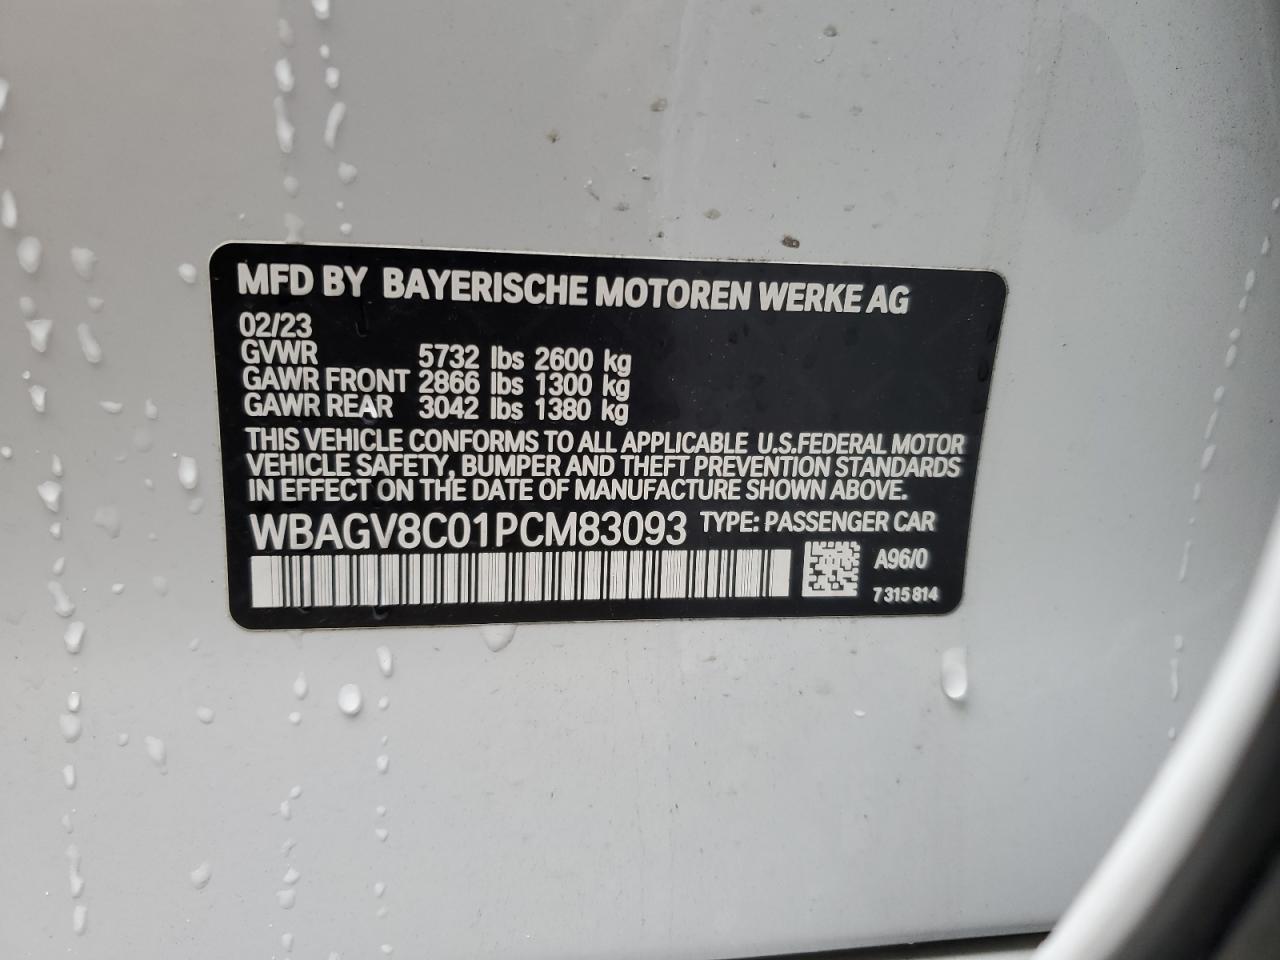 MFD BY BAYERISCHE MOTOREN WERKE AG
02/23
GVWR 5732 lbs 2600 kg
GAWR FRONT 2866 lbs 1300 kg
GAWR REAR 3042 lbs 1380 kg
THIS VEHICLE CONFORMS TO ALL APPLICABLE U.S.FEDERAL MOTOR
VEHICLE SAFETY, BUMPER AND THEFT PREVENTION STANDARDS
IN EFFECT ON THE DATE OF MANUFACTURE SHOWN ABOVE.
WBAGV8C01PCM83093 TYPE: PASSENGER CAR
A96/0
7 315 814